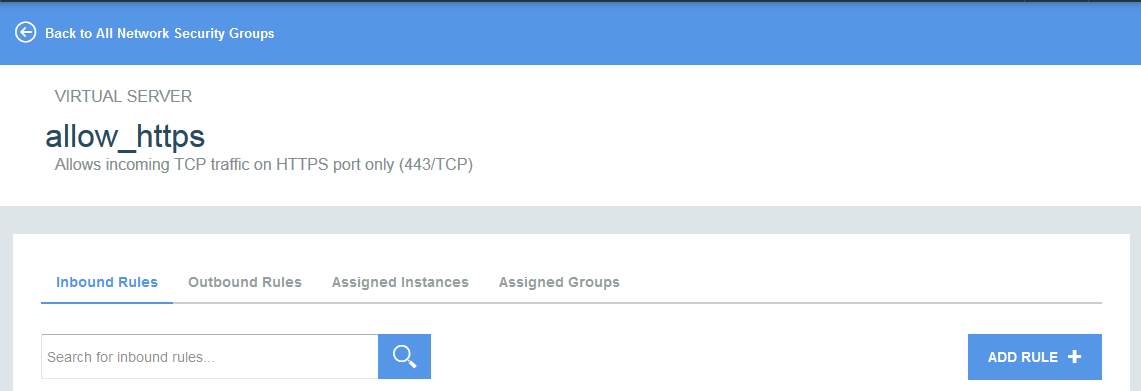 Back to All Network Security Groups
VIRTUAL SERVER
allow_https
Allows incoming TCP traffic on HTTPS port only (443/TCP)
Inbound Rules Outbound Rules Assigned Instances Assigned Groups
Search for inbound rules... ADD RULE